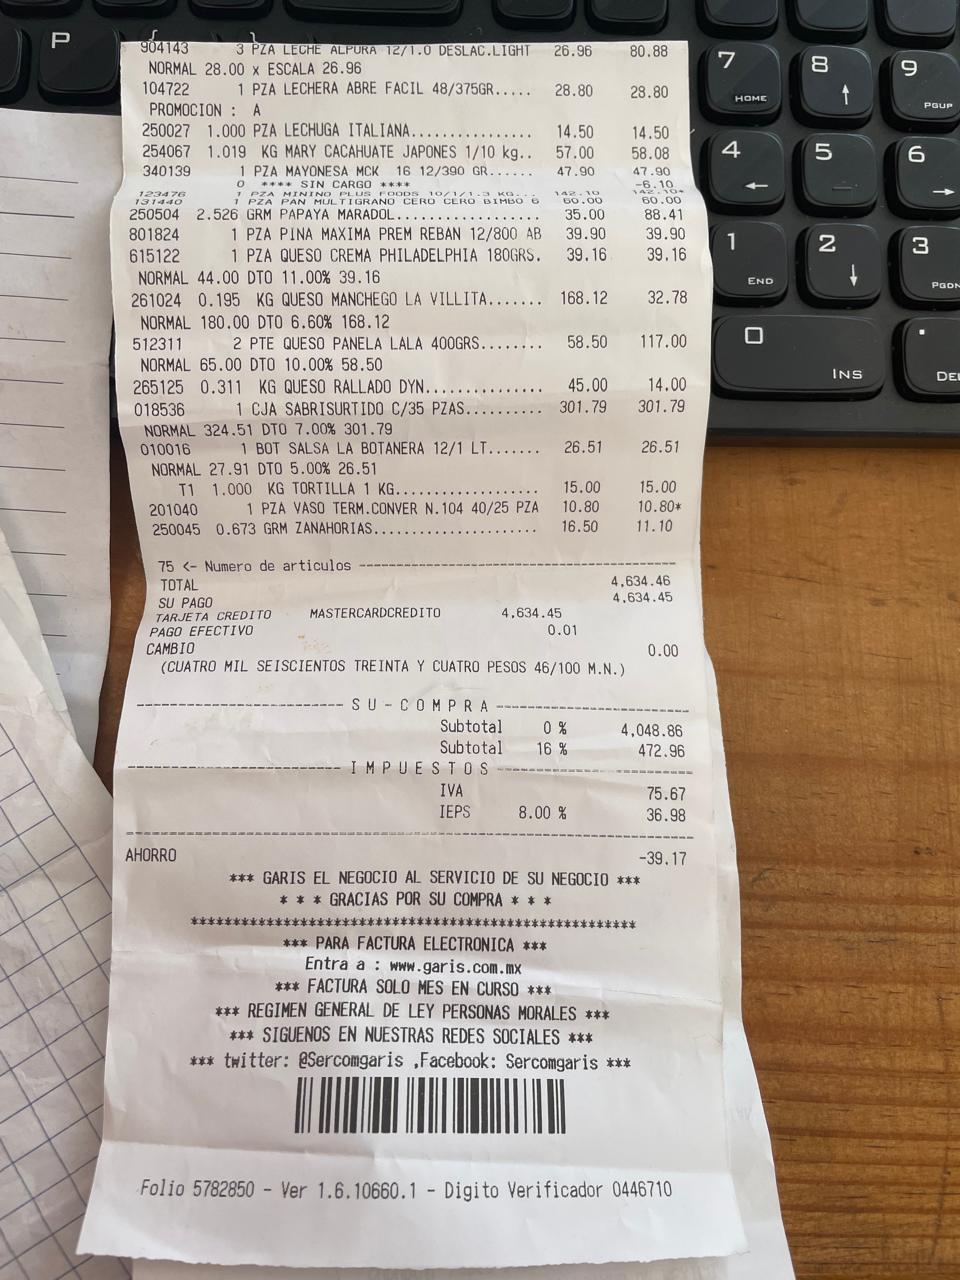 904143 3 PZA LECHE ALPURA 12/1.0 DESLAC.LIGHT 26.96 80.88
NORMAL 28.00 x ESCALA 26.96
104722 1 PZA LECHERA ABRE FACIL 48/375GR..... 28.80 28.80
PROMOCION : A
250027 1.000 PZA LECHUGA ITALIANA............... 14.50 14.50
254067 1.019 KG MARY CACAHUATE JAPONES 1/10 kg.. 57.00 58.08
340139 1 PZA MAYONESA MCK 16 12/390 GR...... 47.90 47.90
0 **** SIN CARGO **** -6.10
123476 1 PZA MININO PLUS FOODS 10/1/1.3 KG... 142.10 142.10*
131440 1 PZA PAN MULTIGRANO CERO CERO BIMBO 6 60.00 60.00
250504 2.526 GRM PAPAYA MARADOL.................. 35.00 88.41
801824 1 PZA PINA MAXIMA PREM REBAN 12/800 AB 39.90 39.90
615122 1 PZA QUESO CREMA PHILADELPHIA 180GRS. 39.16 39.16
NORMAL 44.00 DTO 11.00% 39.16
261024 0.195 KG QUESO MANCHEGO LA VILLITA....... 168.12 32.78
NORMAL 180.00 DTO 6.60% 168.12
512311 2 PTE QUESO PANELA LALA 400GRS........ 58.50 117.00
NORMAL 65.00 DTO 10.00% 58.50
265125 0.311 KG QUESO RALLADO DYN............... 45.00 14.00
018536 1 CJA SABRISURTIDO C/35 PZAS.......... 301.79 301.79
NORMAL 324.51 DTO 7.00% 301.79
010016 1 BOT SALSA LA BOTANERA 12/1 LT....... 26.51 26.51
NORMAL 27.91 DTO 5.00% 26.51
T1 1.000 KG TORTILLA 1 KG.................. 15.00 15.00
201040 1 PZA VASO TERM.CONVER N.104 40/25 PZA 10.80 10.80*
250045 0.673 GRM ZANAHORIAS..................... 16.50 11.10
75 <- Numero de articulos -----------------------------------------
TOTAL 4,634.46
SU PAGO 4,634.45
TARJETA CREDITO MASTERCARDCREDITO 4,634.45
PAGO EFECTIVO 0.01
CAMBIO 0.00
(CUATRO MIL SEISCIENTOS TREINTA Y CUATRO PESOS 46/100 M.N.)
--------------------------- S U - C O M P R A -------------------------
Subtotal 0 % 4,048.86
Subtotal 16 % 472.96
--------------------------- I M P U E S T O S -------------------------
IVA 75.67
IEPS 8.00 % 36.98
AHORRO -39.17
*** GARIS EL NEGOCIO AL SERVICIO DE SU NEGOCIO ***
* * * GRACIAS POR SU COMPRA * * *
**************************************************
*** PARA FACTURA ELECTRONICA ***
Entra a : www.garis.com.mx
*** FACTURA SOLO MES EN CURSO ***
*** REGIMEN GENERAL DE LEY PERSONAS MORALES ***
*** SIGUENOS EN NUESTRAS REDES SOCIALES ***
*** twitter: @Sercomgaris ,Facebook: Sercomgaris ***
Folio 5782850 - Ver 1.6.10660.1 - Digito Verificador 0446710
P { }
7 HOME 8 ↑ 9 PGUP
4 ← 5 6 →
1 END 2 ↓ 3 PGDN
0 INS .